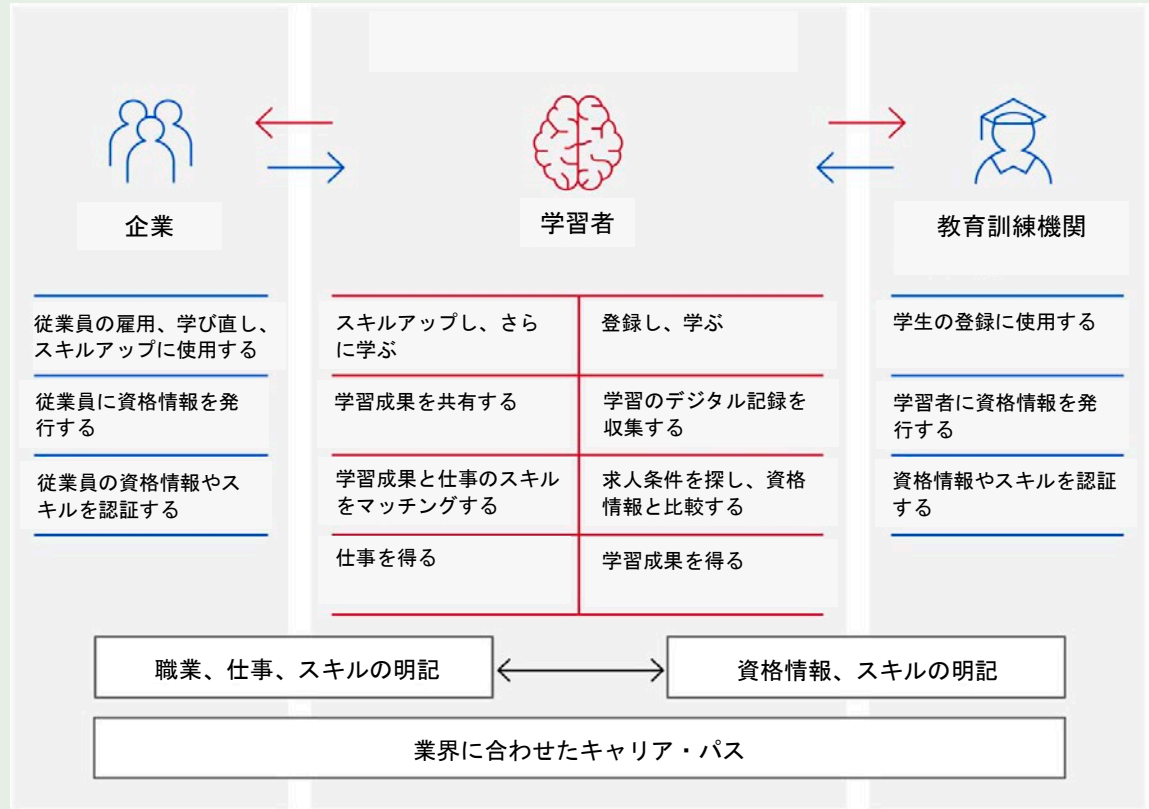 企業
学習者
教育訓練機関
従業員の雇用、学び直し、
スキルアップに使用する
従業員に資格情報を発
行する
従業員の資格情報やス
キルを認証する
スキルアップし、さら
に学ぶ
登録し、学ぶ
学習成果を共有する
学習のデジタル記録を
収集する
学習成果と仕事のスキル
をマッチングする
求人条件を探し、資格
情報と比較する
仕事を得る
学習成果を得る
学生の登録に使用する
学習者に資格情報を発
行する
資格情報やスキルを認証
する
職業、仕事、スキルの明記
資格情報、スキルの明記
業界に合わせたキャリア・パス